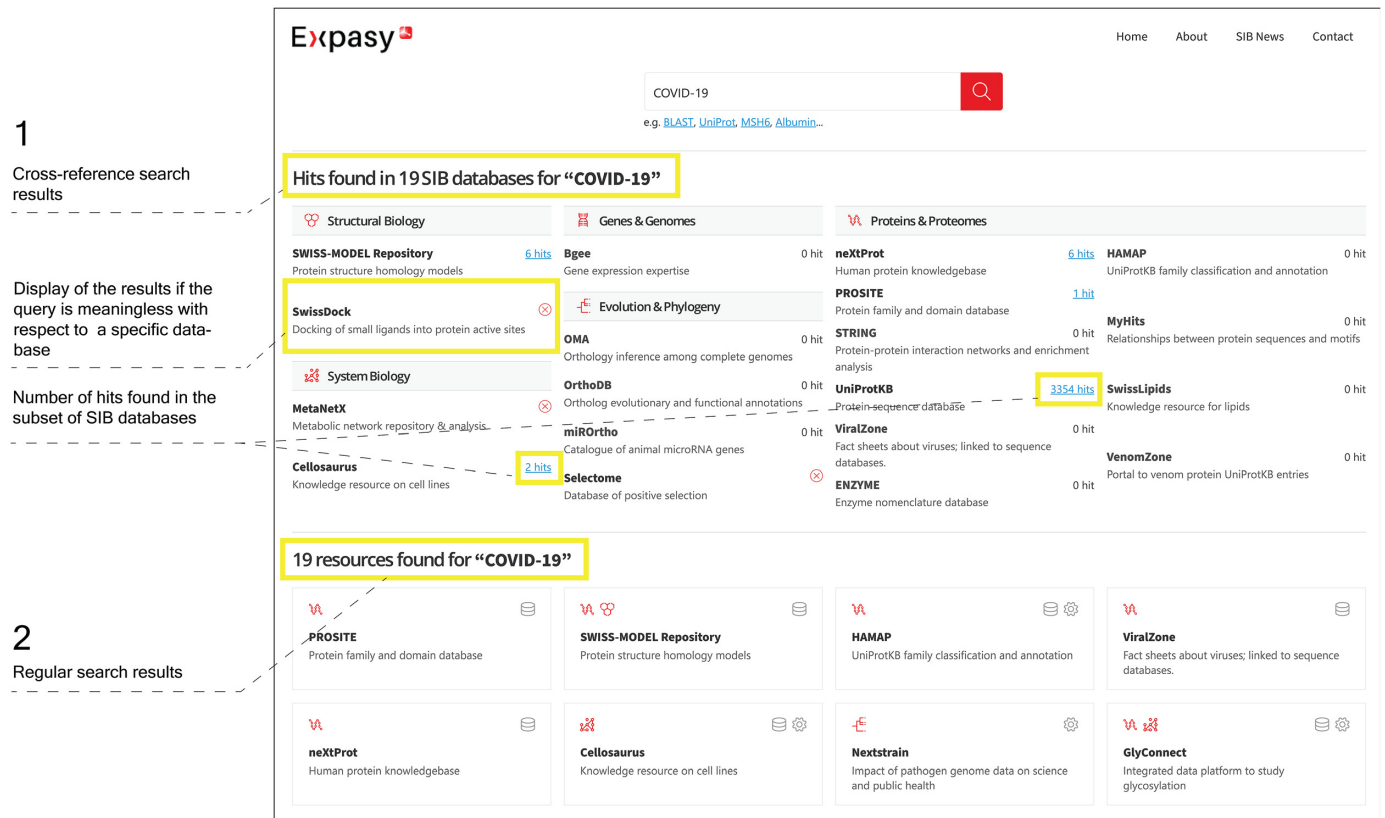 Expasy
Home About SIB News Contact
COVID-19
e.g. BLAST, UniProt, MSH6, Albumin...
1
Cross-reference search
results
Hits found in 19 SIB databases for “COVID-19”
Structural Biology
SWISS-MODEL Repository 6 hits
Protein structure homology models
Display of the results if the
query is meaningless with
respect to a specific data-
base
SwissDock
Docking of small ligands into protein active sites
System Biology
MetaNetX
Metabolic network repository & analysis
Number of hits found in the
subset of SIB databases
Cellosaurus 2 hits
Knowledge resource on cell lines
Genes & Genomes
Bgee 0 hit
Gene expression expertise
Evolution & Phylogeny
OMA 0 hit
Orthology inference among complete genomes
OrthoDB 0 hit
Ortholog evolutionary and functional annotations
miROrtho 0 hit
Catalogue of animal microRNA genes
Selectome
Database of positive selection
Proteins & Proteomes
neXtProt 6 hits
Human protein knowledgebase
PROSITE 1 hit
Protein family and domain database
STRING 0 hit
Protein-protein interaction networks and enrichment
analysis
UniProtKB 3354 hits
Protein sequence database
ViralZone 0 hit
Fact sheets about viruses; linked to sequence
databases.
ENZYME 0 hit
Enzyme nomenclature database
HAMAP 0 hit
UniProtKB family classification and annotation
MyHits 0 hit
Relationships between protein sequences and motifs
SwissLipids 0 hit
Knowledge resource for lipids
VenomZone 0 hit
Portal to venom protein UniProtKB entries
2
Regular search results
19 resources found for “COVID-19”
PROSITE
Protein family and domain database
SWISS-MODEL Repository
Protein structure homology models
HAMAP
UniProtKB family classification and annotation
ViralZone
Fact sheets about viruses; linked to sequence
databases.
neXtProt
Human protein knowledgebase
Cellosaurus
Knowledge resource on cell lines
Nextstrain
Impact of pathogen genome data on science
and public health
GlyConnect
Integrated data platform to study
glycosylation